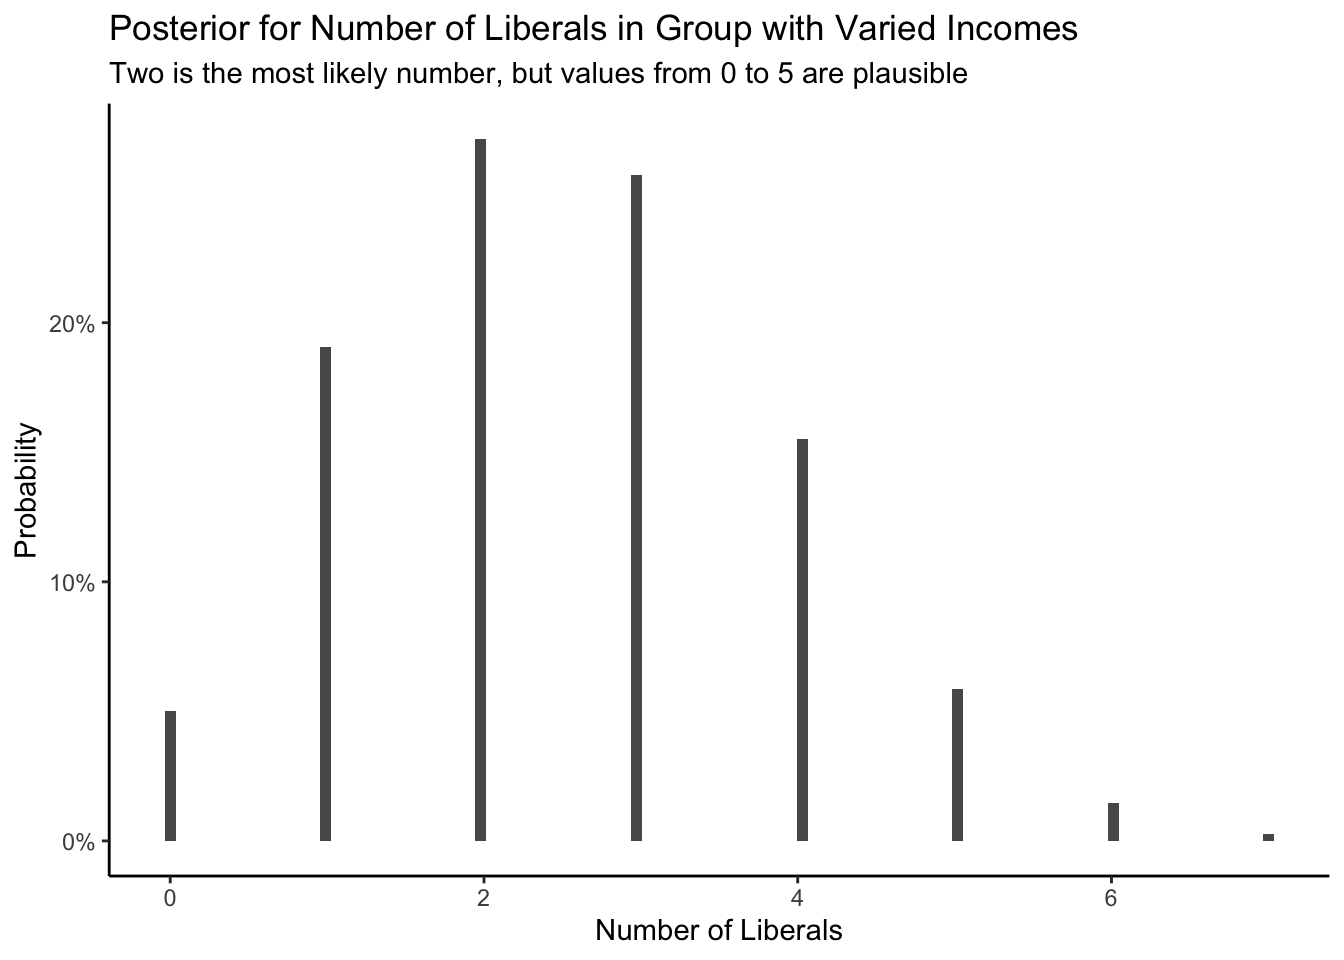 Posterior for Number of Liberals in Group with Varied Incomes
Two is the most likely number, but values from 0 to 5 are plausible
Probability
20%
10%
0%
0 2 4 6
Number of Liberals